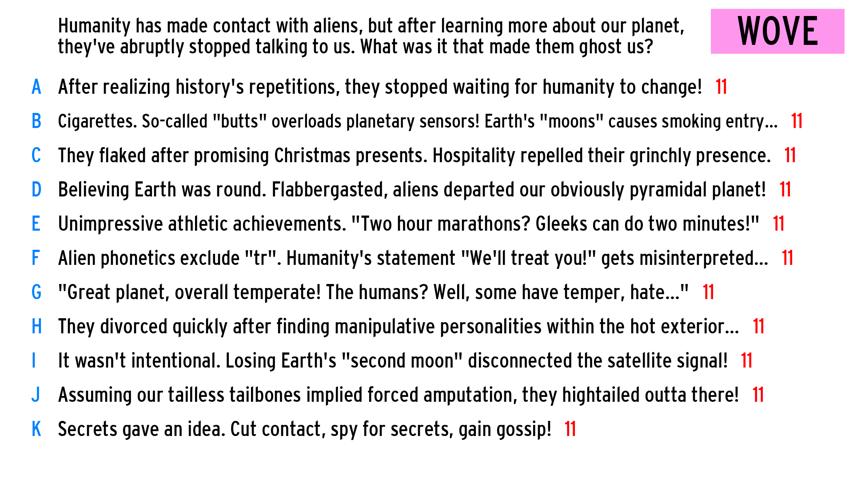 Humanity has made contact with aliens, but after learning more about our planet,
they've abruptly stopped talking to us. What was it that made them ghost us?
WOVE
A After realizing history's repetitions, they stopped waiting for humanity to change! 11
B Cigarettes. So-called "butts" overloads planetary sensors! Earth's "moons" causes smoking entry... 11
C They flaked after promising Christmas presents. Hospitality repelled their grinchly presence. 11
D Believing Earth was round. Flabbergasted, aliens departed our obviously pyramidal planet! 11
E Unimpressive athletic achievements. "Two hour marathons? Gleeks can do two minutes!" 11
F Alien phonetics exclude "tr". Humanity's statement "We'll treat you!" gets misinterpreted... 11
G "Great planet, overall temperate! The humans? Well, some have temper, hate..." 11
H They divorced quickly after finding manipulative personalities within the hot exterior... 11
I It wasn't intentional. Losing Earth's "second moon" disconnected the satellite signal! 11
J Assuming our tailless tailbones implied forced amputation, they hightailed outta there! 11
K Secrets gave an idea. Cut contact, spy for secrets, gain gossip! 11